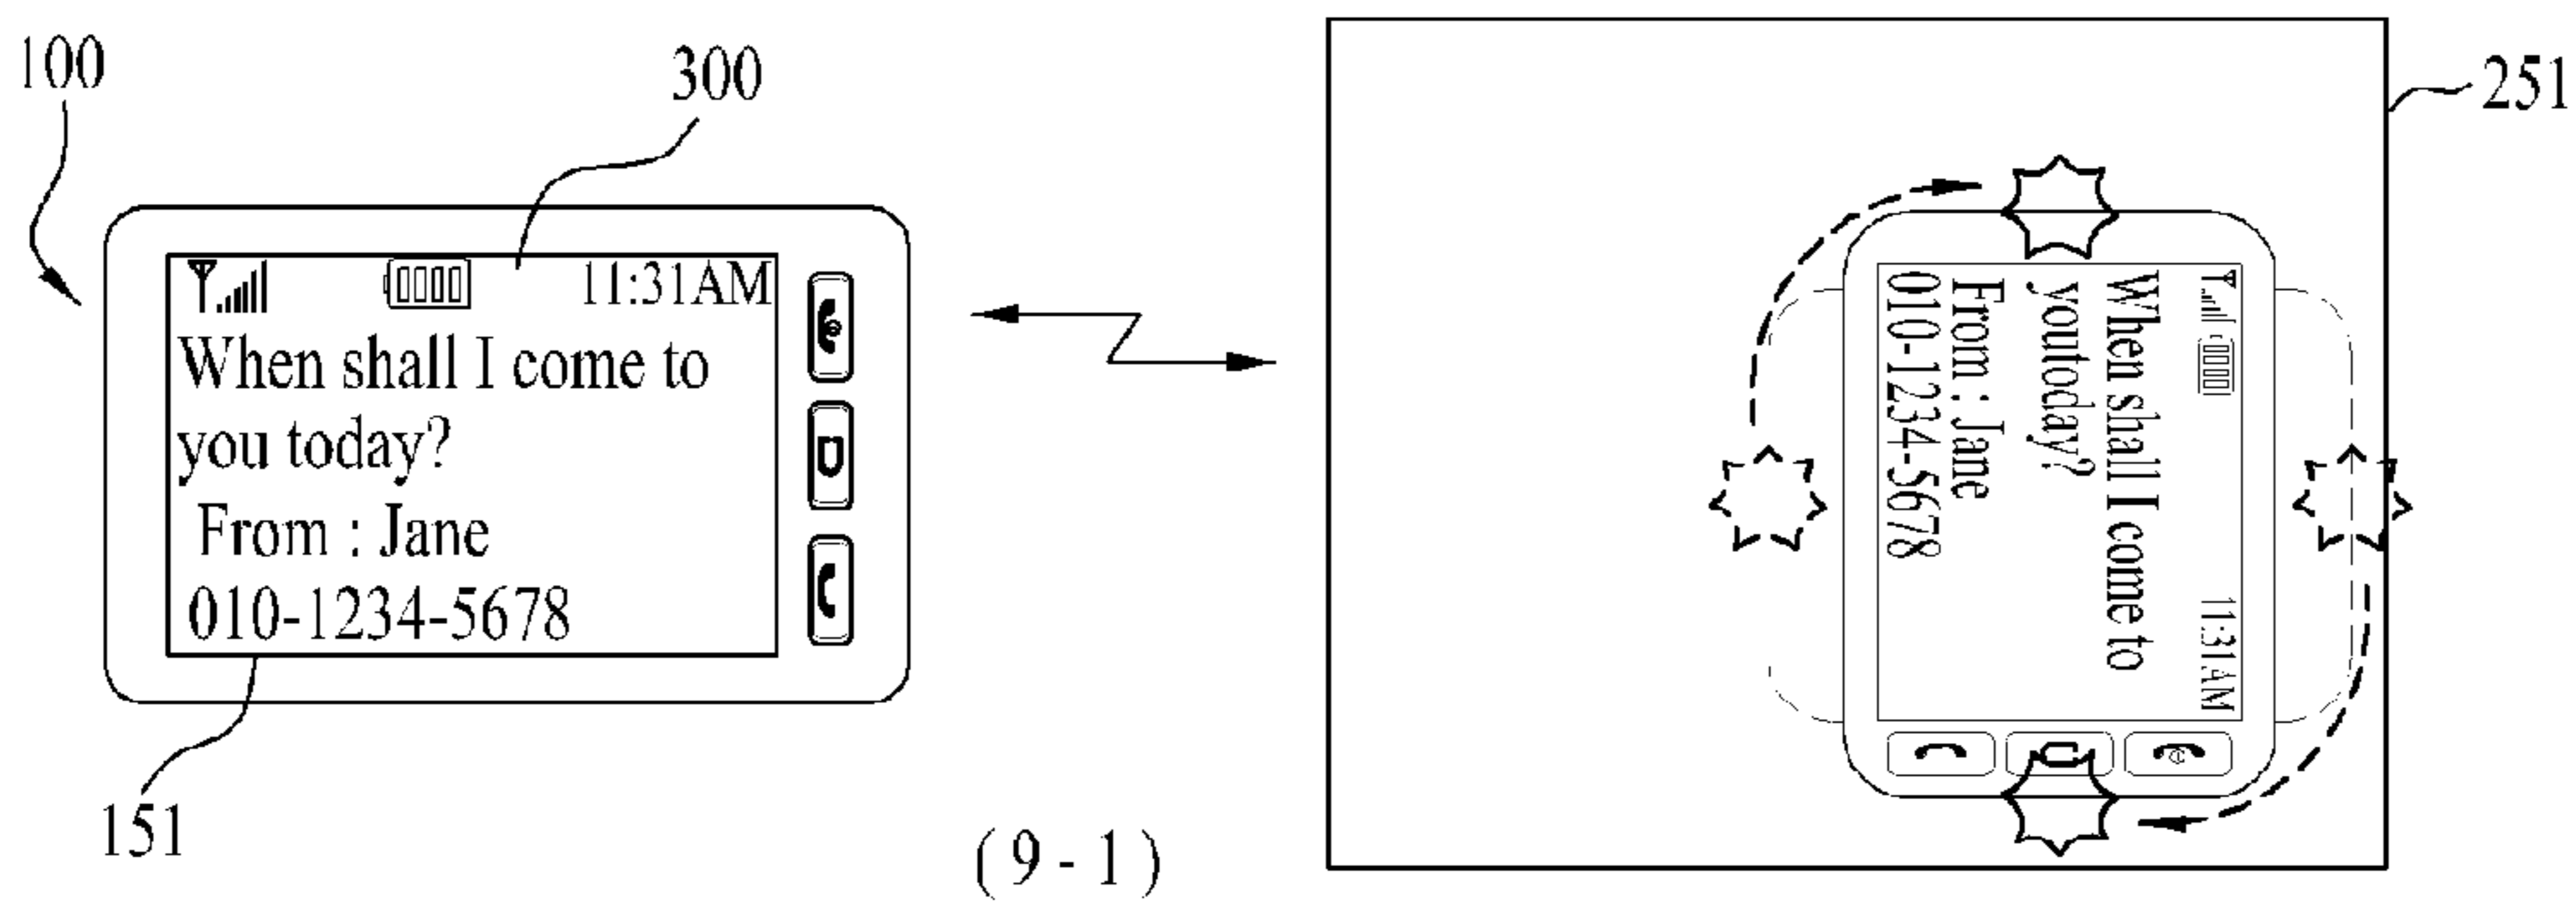 100
300
251
11:31AM
When shall I come to
you today?
From : Jane
010-1234-5678
151
When shall I come to
youtoday?
From : Jane
010-1234-5678
11:31AM
( 9 - 1 )